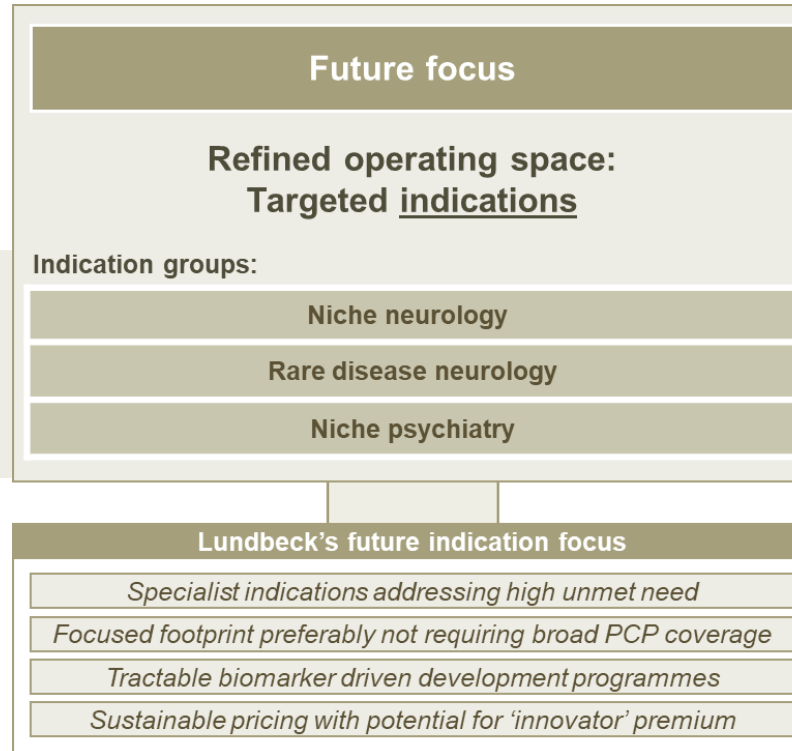 Future focus
Refined operating space:
Targeted indications
Indication groups:
Niche neurology
Rare disease neurology
Niche psychiatry
Lundbeck’s future indication focus
Specialist indications addressing high unmet need
Focused footprint preferably not requiring broad PCP coverage
Tractable biomarker driven development programmes
Sustainable pricing with potential for ‘innovator’ premium